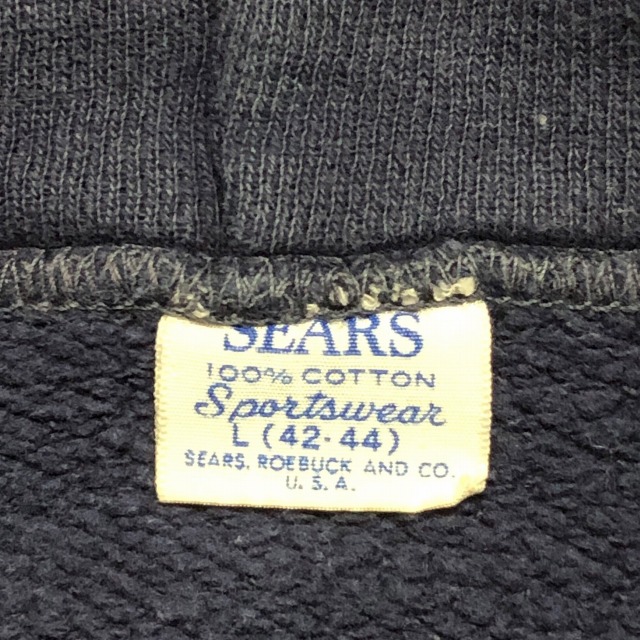 SEARS
100% COTTON
Sportswear
L (42-44)
SEARS, ROEBUCK AND CO.
U.S.A.